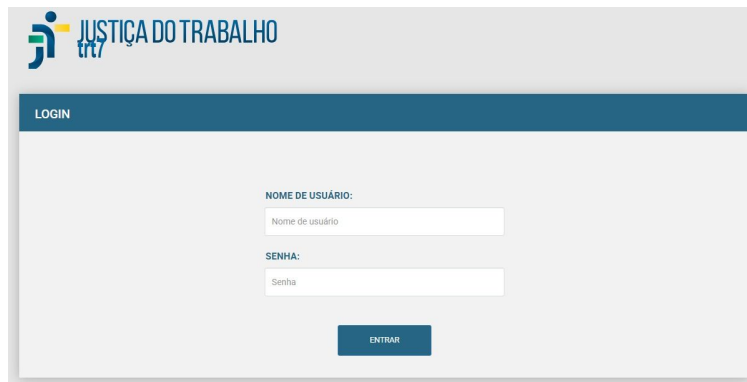 JUSTIÇA DO TRABALHO
trt7
LOGIN
NOME DE USUÁRIO:
Nome de usuário
SENHA:
Senha
ENTRAR